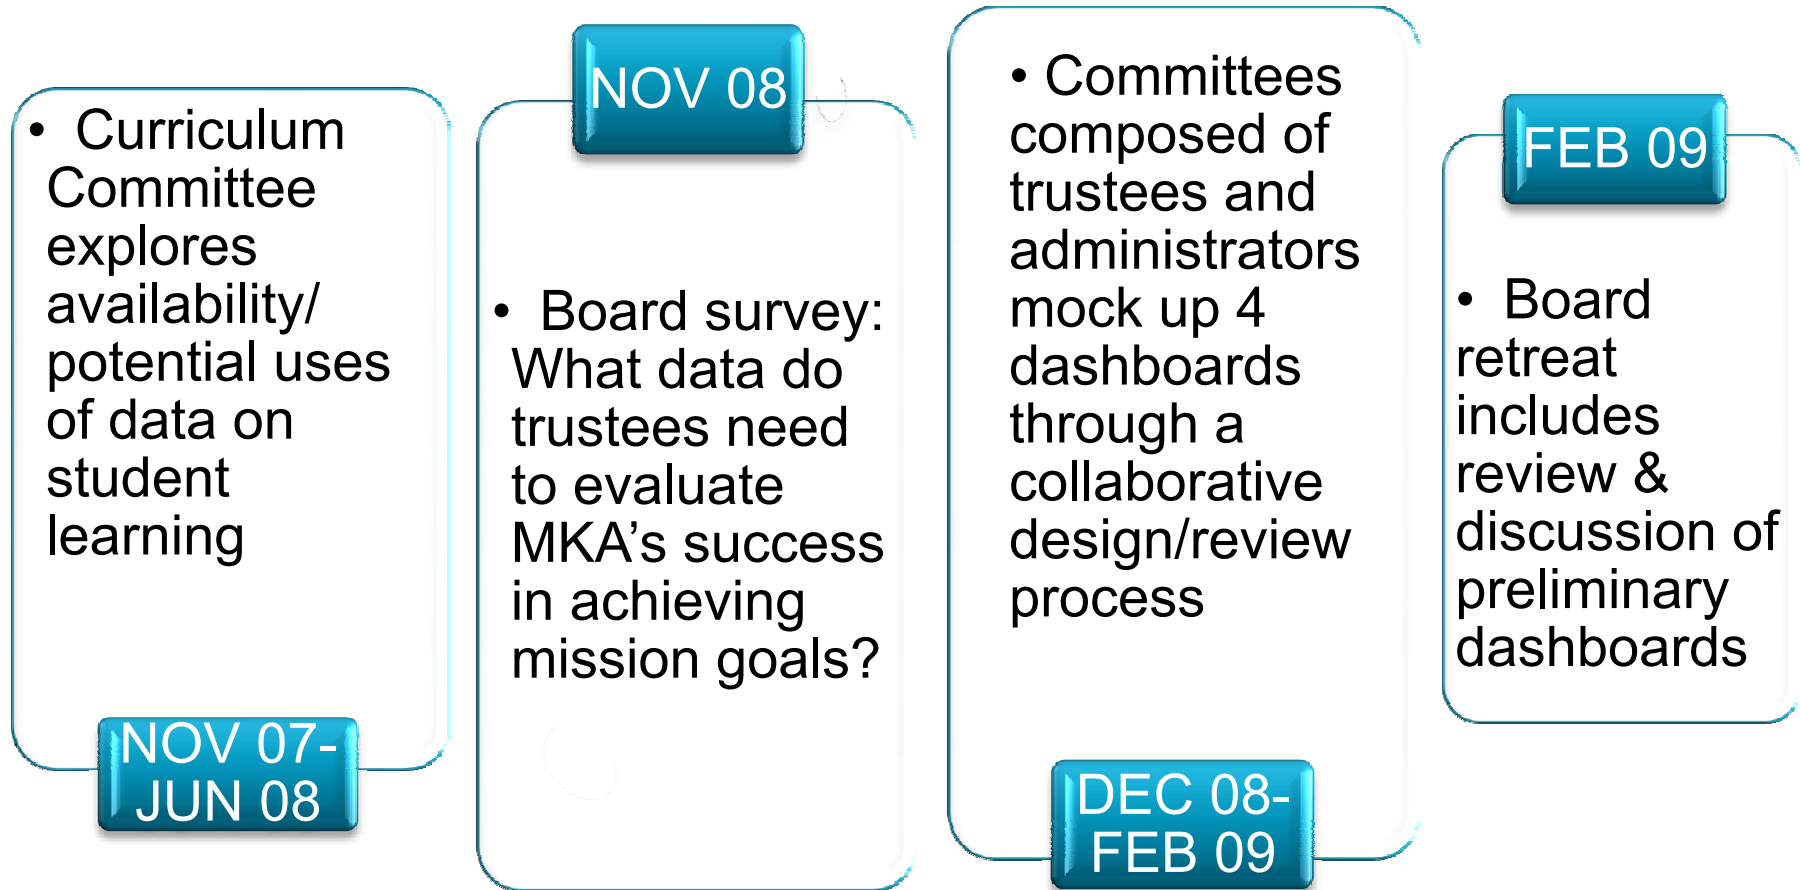 • Curriculum
Committee
explores
availability/
potential uses
of data on
student
learning
NOV 07-
JUN 08
NOV 08
• Board survey:
What data do
trustees need
to evaluate
MKA’s success
in achieving
mission goals?
• Committees
composed of
trustees and
administrators
mock up 4
dashboards
through a
collaborative
design/review
process
DEC 08-
FEB 09
FEB 09
• Board
retreat
includes
review &
discussion of
preliminary
dashboards